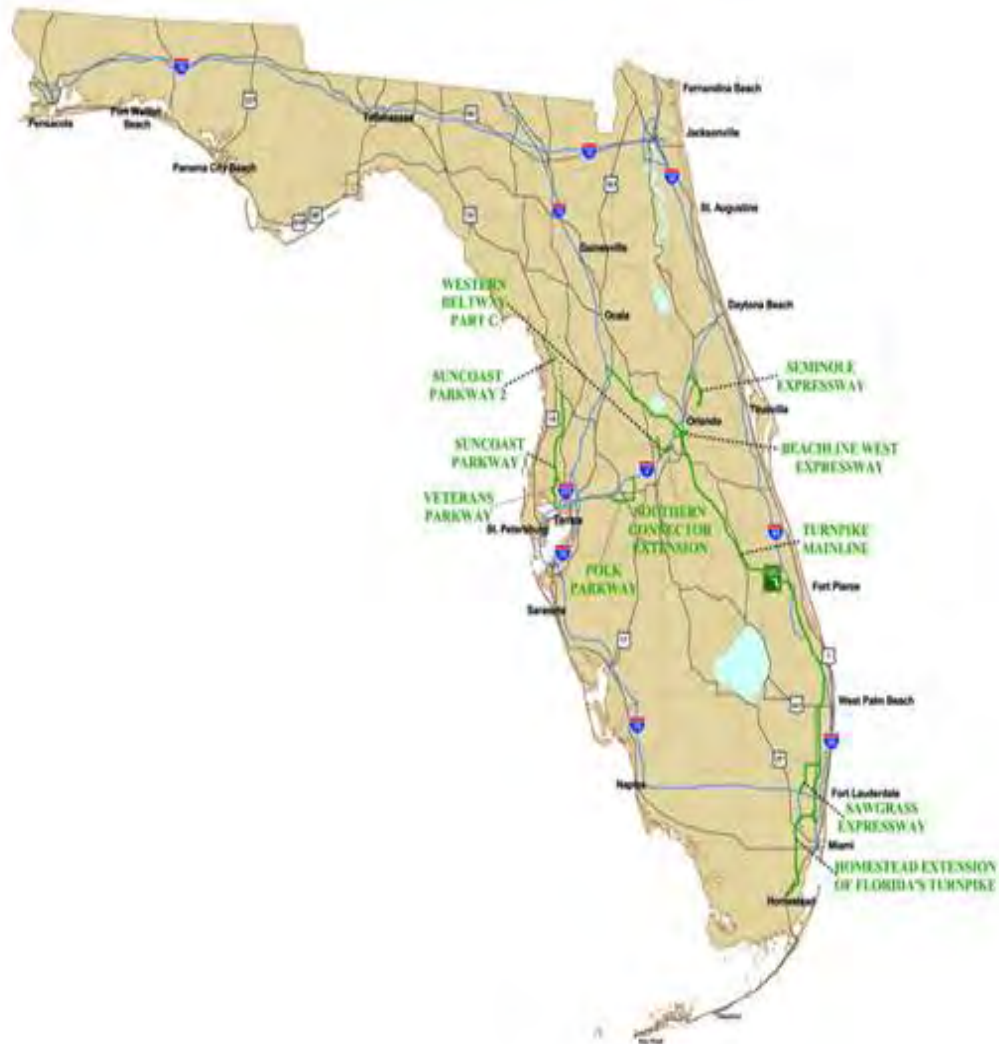 Fernandina Beach
Jacksonville
Pensacola
Fort Walton
Beach
Tallahassee
Panama City Beach
St. Augustine
Gainesville
WESTERN
BELTWAY
PART C
Ocala
Daytona Beach
SUNCOAST
PARKWAY 2
SEMINOLE
EXPRESSWAY
Titusville
Orlando
BEACHLINE WEST
EXPRESSWAY
SUNCOAST
PARKWAY 1
VETERANS
PARKWAY
Tampa
St. Petersburg
SOUTHERN
CONNECTOR
EXTENSION
TURNPIKE
MAINLINE
POLK
PARKWAY
Fort Pierce
Sarasota
West Palm Beach
Naples
Fort Lauderdale
SAWGRASS
EXPRESSWAY
Miami
HOMESTEAD EXTENSION
OF FLORIDA'S TURNPIKE
Homestead